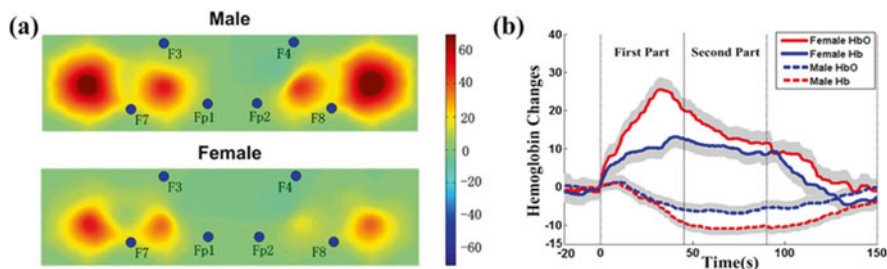 (a)
Male
F3
F4
F7
Fp1
Fp2
F8
Female
F3
F4
F7
Fp1
Fp2
F8
60
40
20
0
-20
-40
-60
(b)
Hemoglobin Changes
40
30
20
10
0
-10
-15
First Part
Second Part
Female HbO
Female Hb
Male HbO
Male Hb
-20
0
50
100
150
Time(s)